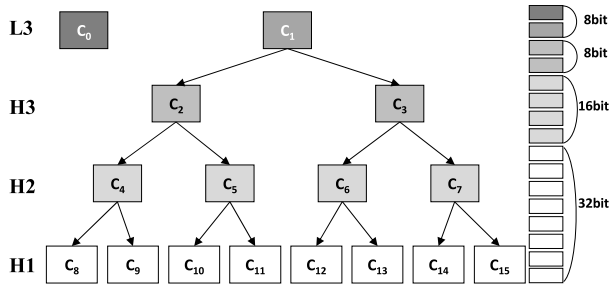 L3 C0 C1 8bit
8bit
H3 C2 C3 16bit
H2 C4 C5 C6 C7 32bit
H1 C8 C9 C10 C11 C12 C13 C14 C15